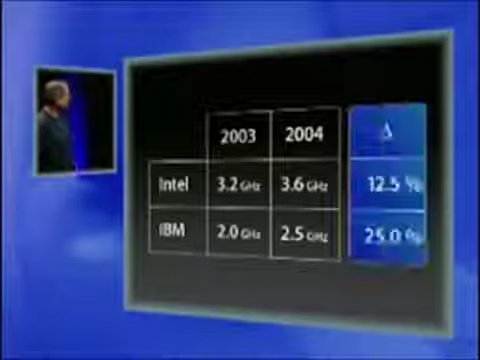 2003 2004 Δ
Intel 3.2 GHz 3.6 GHz 12.5 %
IBM 2.0 GHz 2.5 GHz 25.0 %